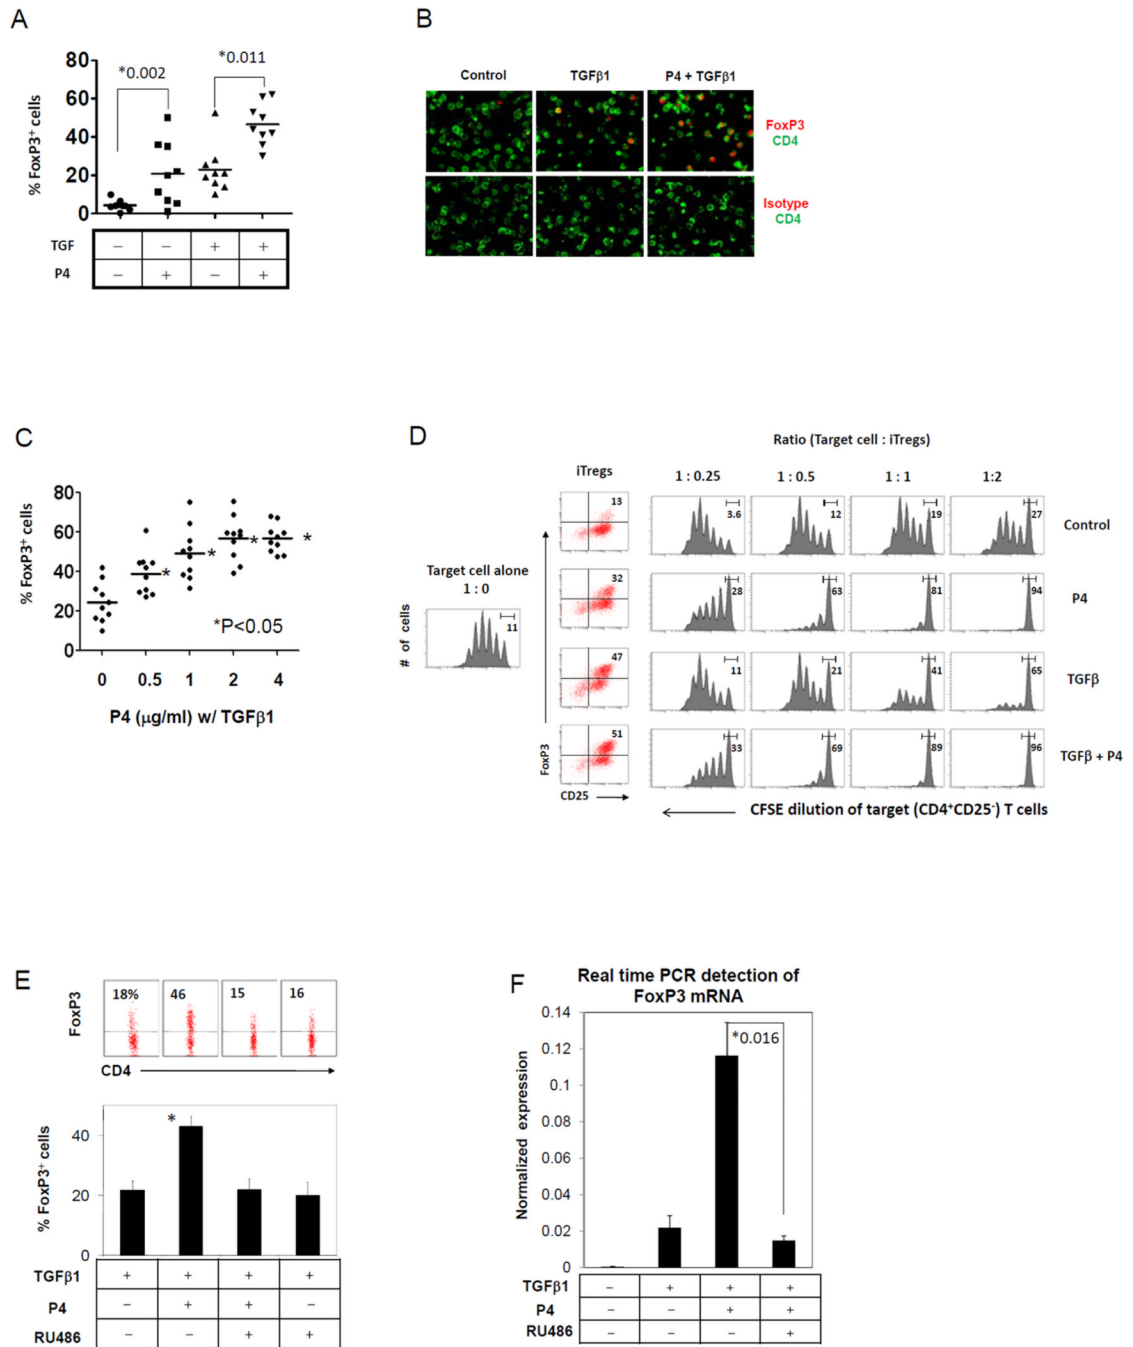 A
*0.002
*0.011
80
60
40
20
0
% FoxP3⁺ cells
TGF – – + +
P4 – + – +
B
Control TGFβ1 P4 + TGFβ1
FoxP3
CD4
Isotype
CD4
C
80
60
40
20
0
% FoxP3⁺ cells
* * * *
*P<0.05
0 0.5 1 2 4
P4 (μg/ml) w/ TGFβ1
D
Ratio (Target cell : iTregs)
iTregs 1 : 0.25 1 : 0.5 1 : 1 1:2
13 3.6 12 19 27 Control
Target cell alone
1 : 0
11
# of cells
32 28 63 81 94 P4
47 11 21 41 65 TGFβ
51 33 69 89 96 TGFβ + P4
FoxP3
CD25
CFSE dilution of target (CD4⁺CD25⁻) T cells
E
FoxP3
18% 46 15 16
CD4
*
40
20
0
% FoxP3⁺ cells
TGFβ1 + + + +
P4 – + + –
RU486 – – + +
F
Real time PCR detection of
FoxP3 mRNA
0.14
0.12
0.1
0.08
0.06
0.04
0.02
0
*0.016
Normalized expression
TGFβ1 – + + +
P4 – – + +
RU486 – – – +